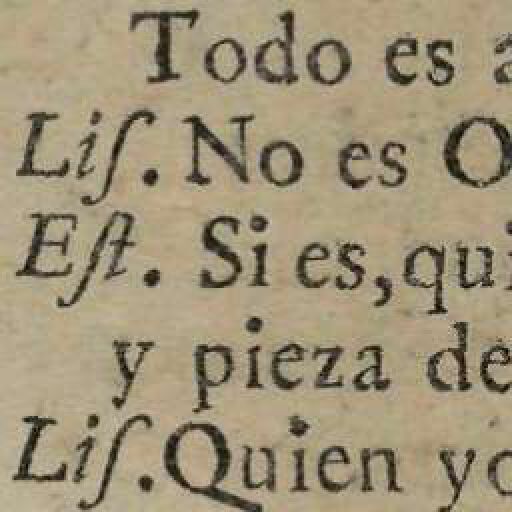 Todo es a
Liſ. No es O
Eſt. Si es, qui
y pieza de
Liſ. Quien yo